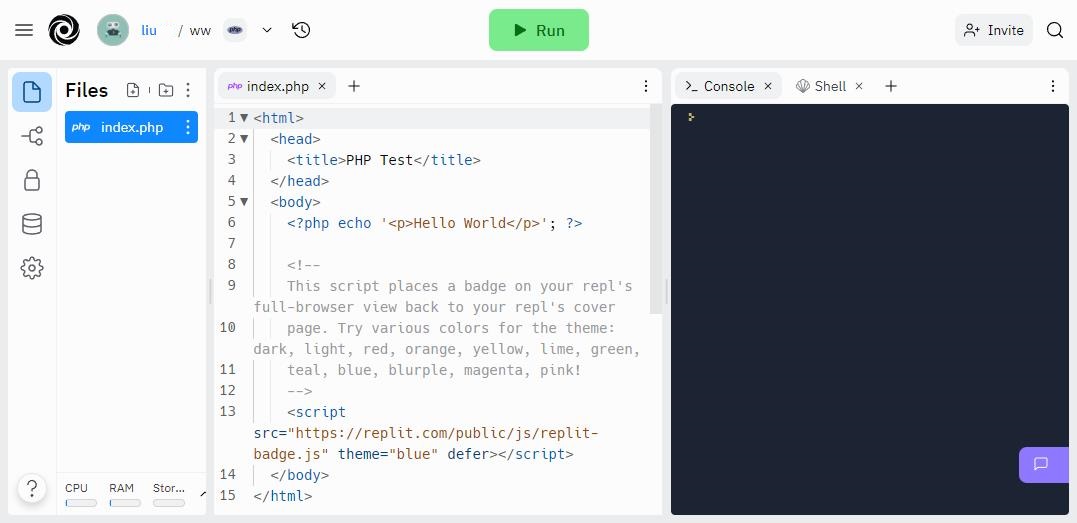 liu / ww php
Run
Invite
Files
php index.php
CPU RAM Stor...
?
php index.php
1 <html>
2 <head>
3 <title>PHP Test</title>
4 </head>
5 <body>
6 <?php echo '<p>Hello World</p>'; ?>
7
8 <!--
9 This script places a badge on your repl's
full-browser view back to your repl's cover
10 page. Try various colors for the theme:
dark, light, red, orange, yellow, lime, green,
11 teal, blue, blurple, magenta, pink!
12 -->
13 <script
src="https://replit.com/public/js/replit-
badge.js" theme="blue" defer></script>
14 </body>
15 </html>
Console
Shell